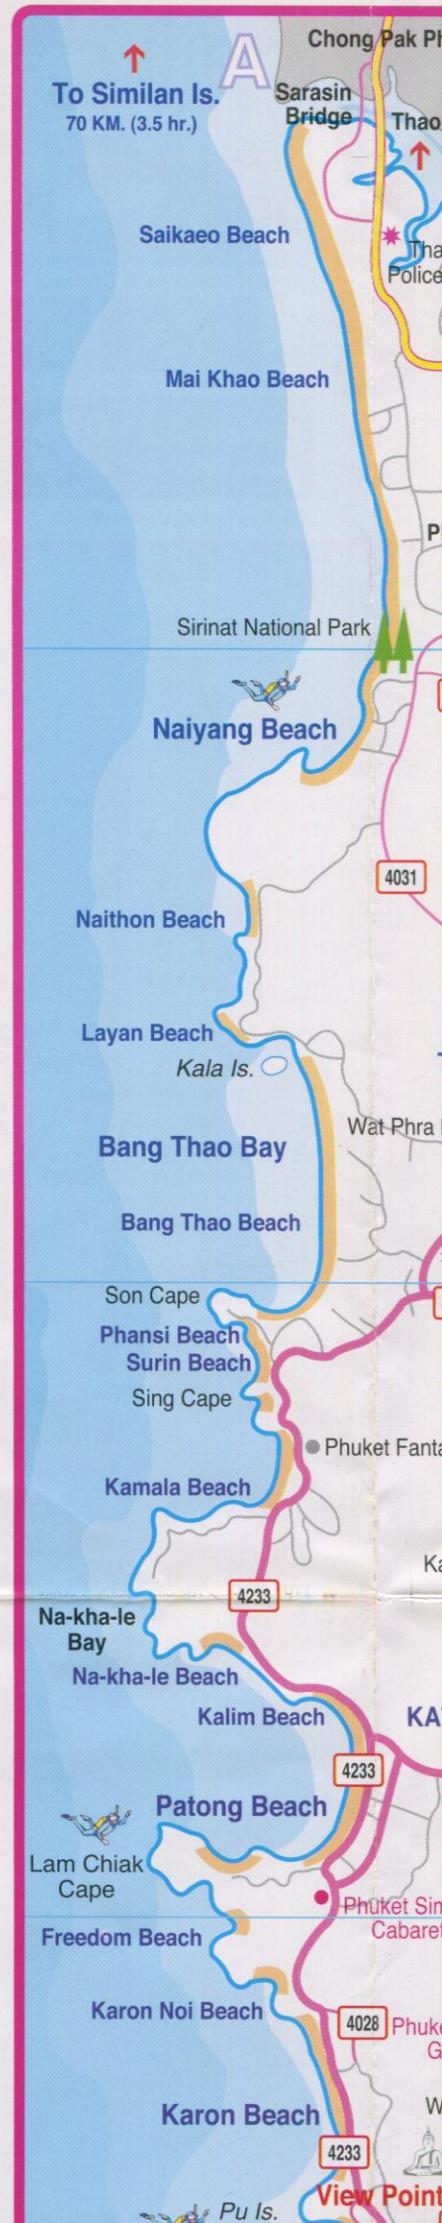 A
Chong Pak
To Similan Is.
70 KM. (3.5 hr.)
Sarasin
Bridge
Thao
Saikaeo Beach
Police
Mai Khao Beach
Sirinat National Park
Naiyang Beach
4031
Naithon Beach
Layan Beach
Kala Is.
Wat Phra
Bang Thao Bay
Bang Thao Beach
Son Cape
Phansi Beach
Surin Beach
Sing Cape
Phuket Fanta
Kamala Beach
4233
Na-kha-le
Bay
Na-kha-le Beach
Kalim Beach
4233
Patong Beach
Lam Chiak
Cape
Phuket Sim
Cabaret
Freedom Beach
Karon Noi Beach
4028
Karon Beach
4233
View Point
Pu Is.